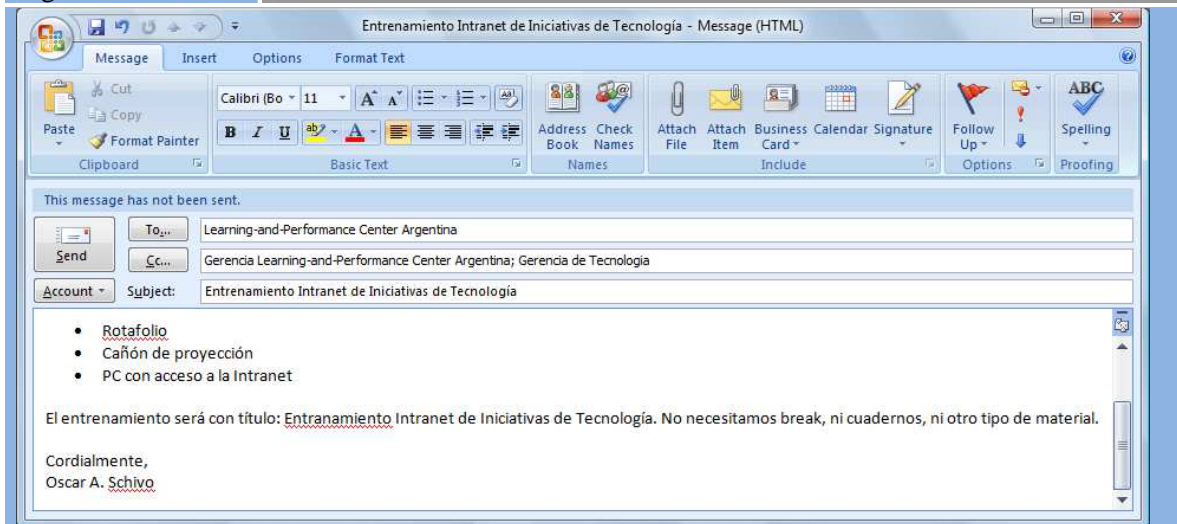 Entrenamiento Intranet de Iniciativas de Tecnología - Message (HTML)
Message Insert Options Format Text
Cut
Copy
Format Painter
Paste
Calibri (Bo 11
Address Book
Check Names
Attach File
Attach Item
Business Card
Calendar
Signature
Follow Up
ABC
Spelling
Clipboard Basic Text Names Include Options Proofing
This message has not been sent.
Send
To... Learning-and-Performance Center Argentina
Cc... Gerencia Learning-and-Performance Center Argentina; Gerencia de Tecnologia
Account Subject: Entrenamiento Intranet de Iniciativas de Tecnología
• Rotafolio
• Cañón de proyección
• PC con acceso a la Intranet
El entrenamiento será con título: Entranamiento Intranet de Iniciativas de Tecnología. No necesitamos break, ni cuadernos, ni otro tipo de material.
Cordialmente,
Oscar A. Schivo